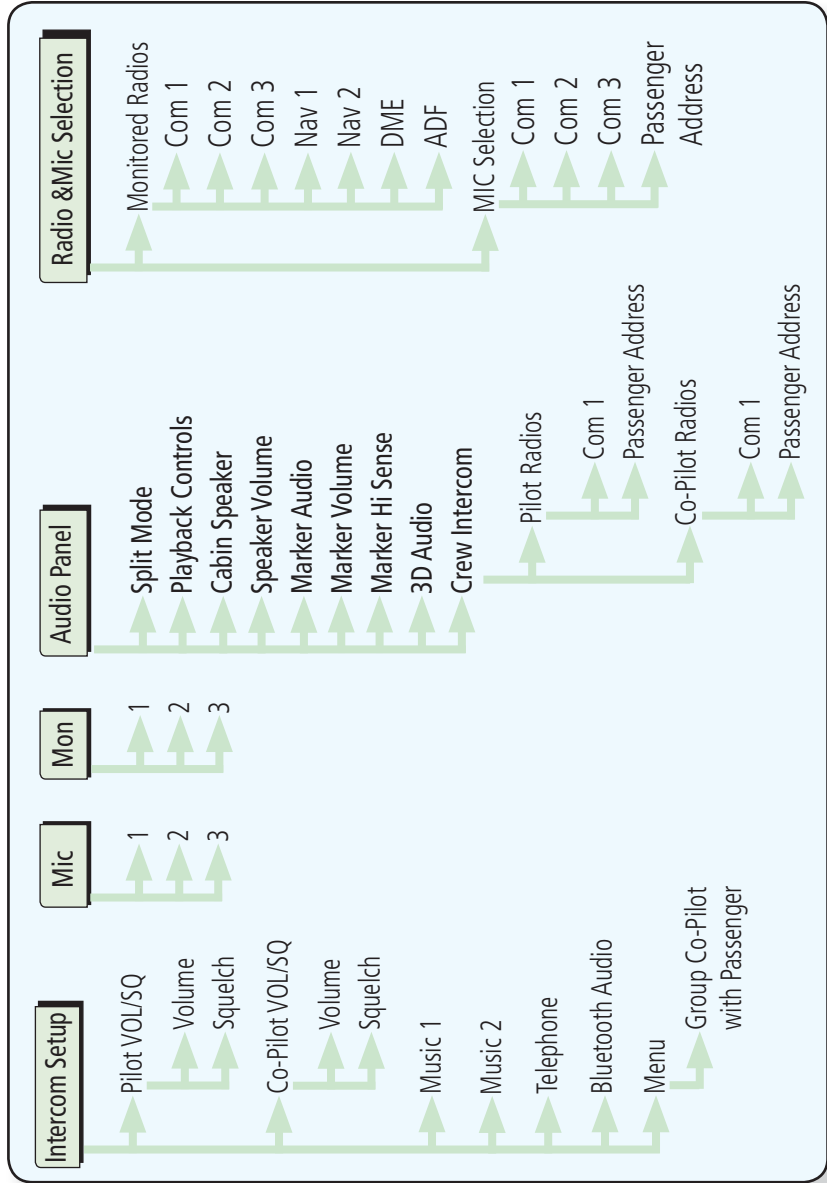 Intercom Setup
Pilot VOL/SQ
Volume
Squelch
Co-Pilot VOL/SQ
Volume
Squelch
Music 1
Music 2
Telephone
Bluetooth Audio
Menu
Group Co-Pilot
with Passenger
Mic
1
2
3
Mon
1
2
3
Audio Panel
Split Mode
Playback Controls
Cabin Speaker
Speaker Volume
Marker Audio
Marker Volume
Marker Hi Sense
3D Audio
Crew Intercom
Pilot Radios
Com 1
Passenger Address
Co-Pilot Radios
Com 1
Passenger Address
Radio &Mic Selection
Monitored Radios
Com 1
Com 2
Com 3
Nav 1
Nav 2
DME
ADF
MIC Selection
Com 1
Com 2
Com 3
Passenger
Address